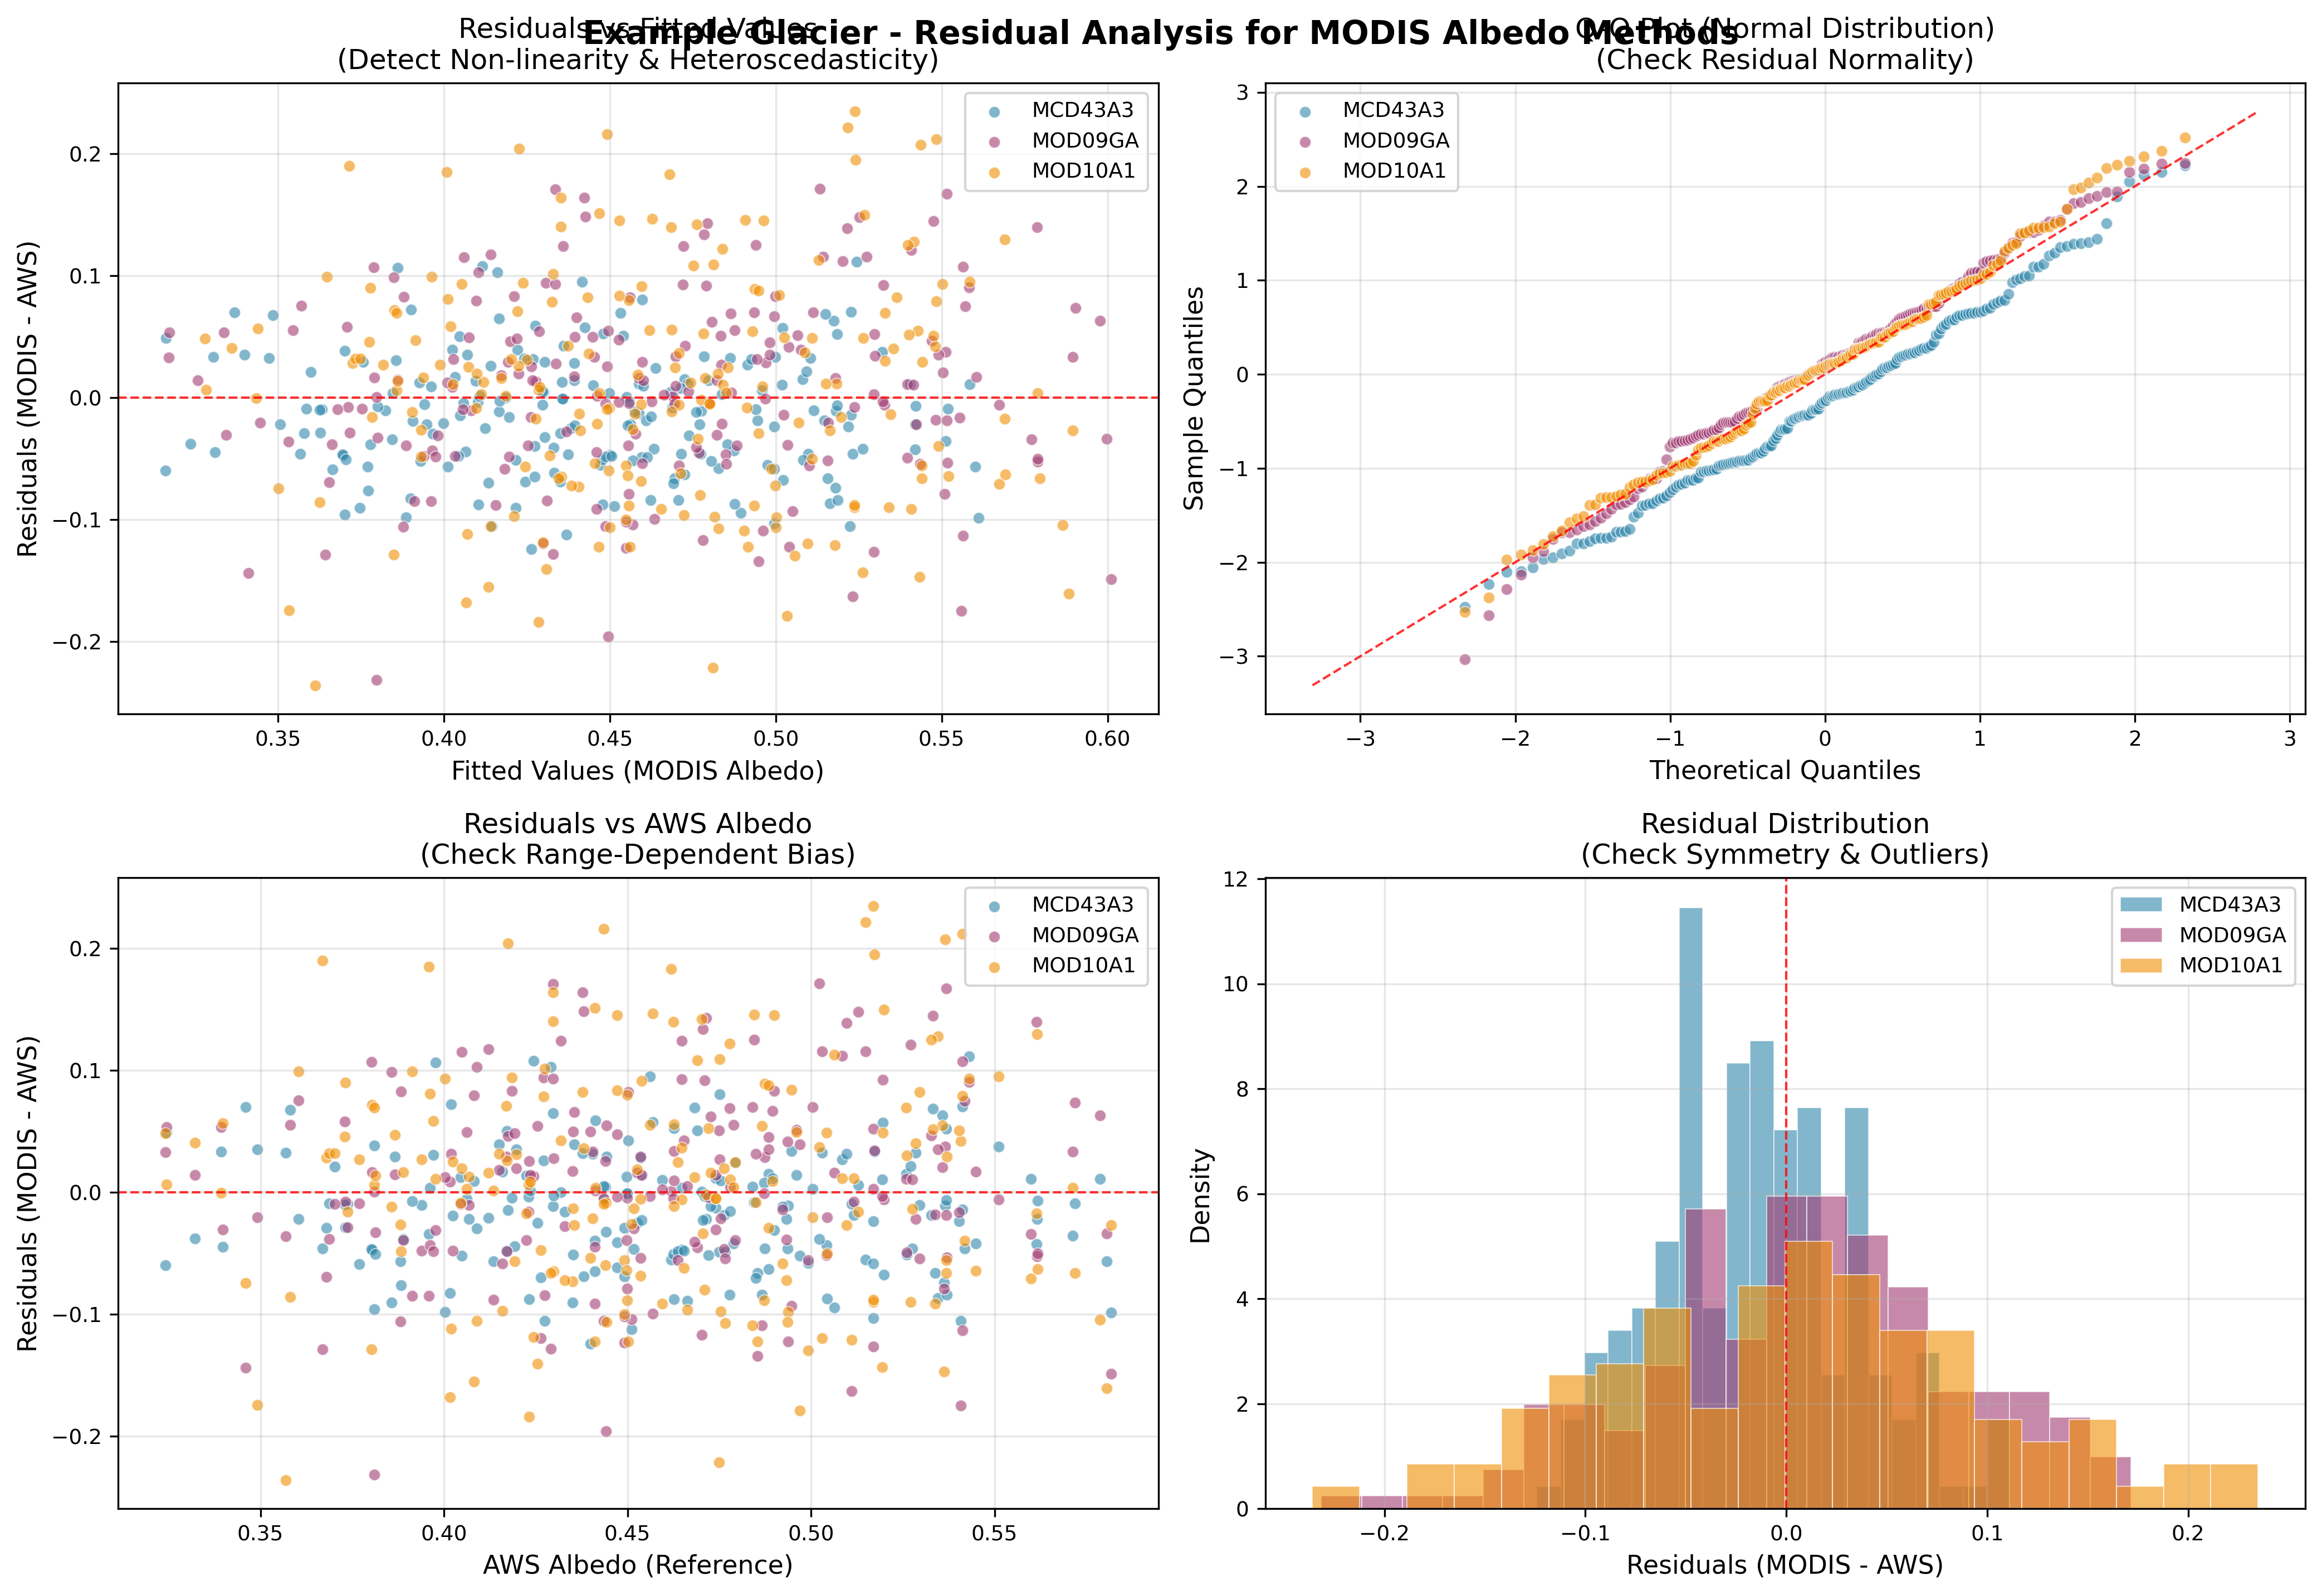 Example Glacier - Residual Analysis for MODIS Albedo Methods
Residuals vs Fitted Values
(Detect Non-linearity & Heteroscedasticity)
MCD43A3
MOD09GA
MOD10A1
0.2
0.1
0.0
−0.1
−0.2
Residuals (MODIS - AWS)
0.35 0.40 0.45 0.50 0.55 0.60
Fitted Values (MODIS Albedo)
Q-Q Plot (Normal Distribution)
(Check Residual Normality)
MCD43A3
MOD09GA
MOD10A1
3
2
1
0
−1
−2
−3
Sample Quantiles
−3 −2 −1 0 1 2 3
Theoretical Quantiles
Residuals vs AWS Albedo
(Check Range-Dependent Bias)
MCD43A3
MOD09GA
MOD10A1
0.2
0.1
0.0
−0.1
−0.2
Residuals (MODIS - AWS)
0.35 0.40 0.45 0.50 0.55
AWS Albedo (Reference)
Residual Distribution
(Check Symmetry & Outliers)
MCD43A3
MOD09GA
MOD10A1
12
10
8
6
4
2
0
Density
−0.2 −0.1 0.0 0.1 0.2
Residuals (MODIS - AWS)